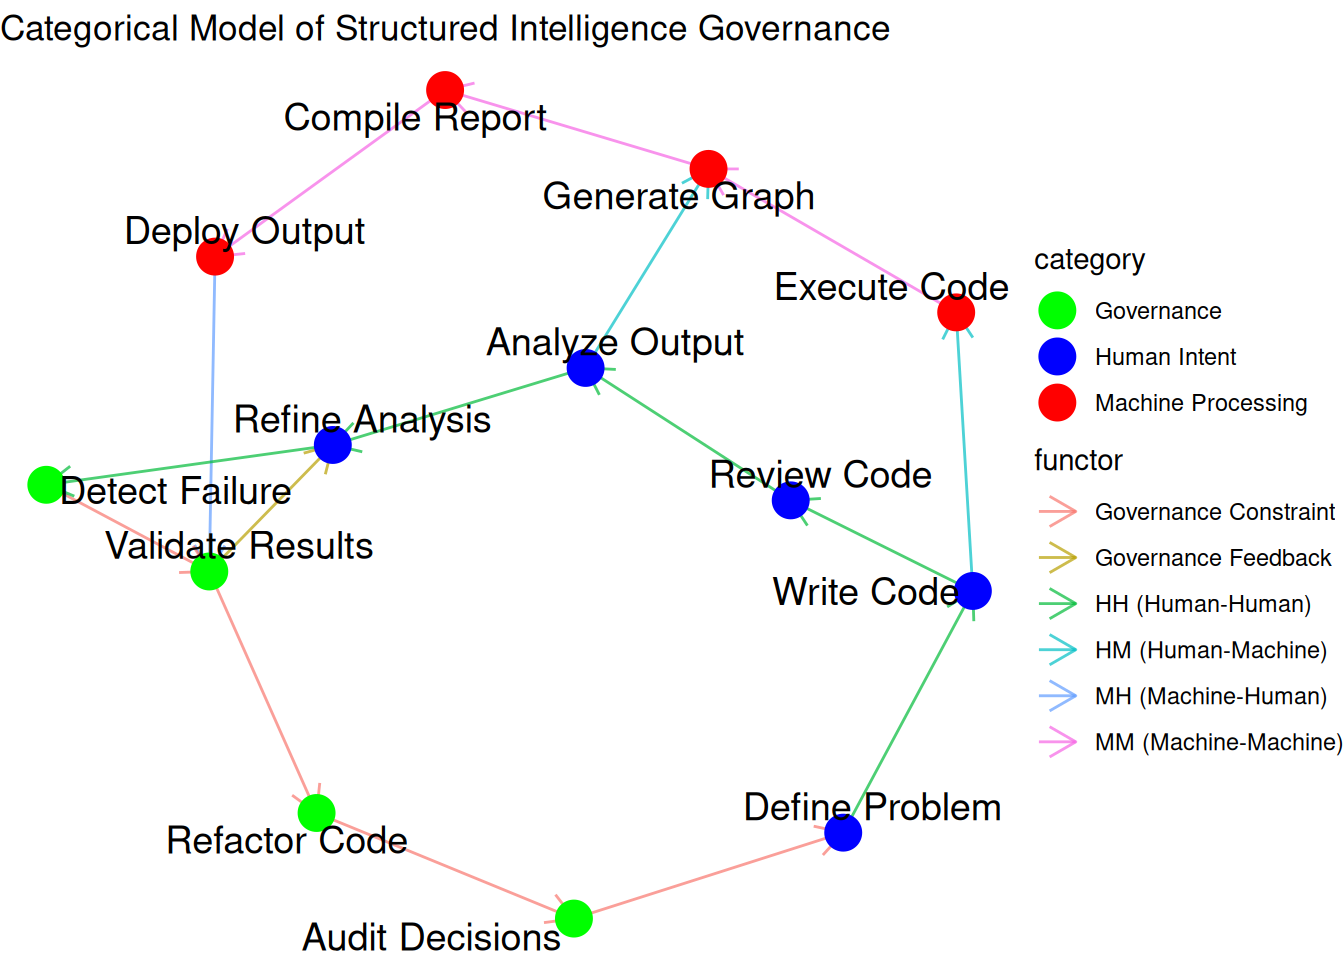 Categorical Model of Structured Intelligence Governance
Compile Report
Generate Graph
Deploy Output
Execute Code
Analyze Output
Refine Analysis
Review Code
Detect Failure
Validate Results
Write Code
Define Problem
Refactor Code
Audit Decisions
category
Governance
Human Intent
Machine Processing
functor
Governance Constraint
Governance Feedback
HH (Human-Human)
HM (Human-Machine)
MH (Machine-Human)
MM (Machine-Machine)